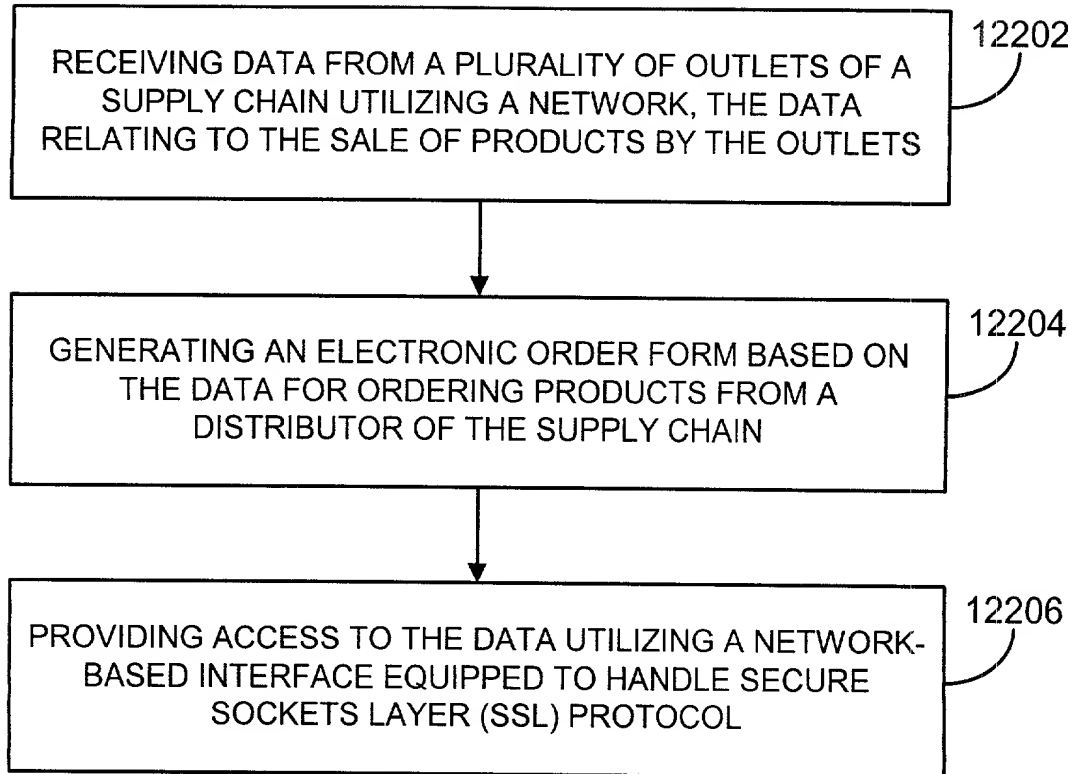 12202
RECEIVING DATA FROM A PLURALITY OF OUTLETS OF A
SUPPLY CHAIN UTILIZING A NETWORK, THE DATA
RELATING TO THE SALE OF PRODUCTS BY THE OUTLETS
12204
GENERATING AN ELECTRONIC ORDER FORM BASED ON
THE DATA FOR ORDERING PRODUCTS FROM A
DISTRIBUTOR OF THE SUPPLY CHAIN
12206
PROVIDING ACCESS TO THE DATA UTILIZING A NETWORK-
BASED INTERFACE EQUIPPED TO HANDLE SECURE
SOCKETS LAYER (SSL) PROTOCOL